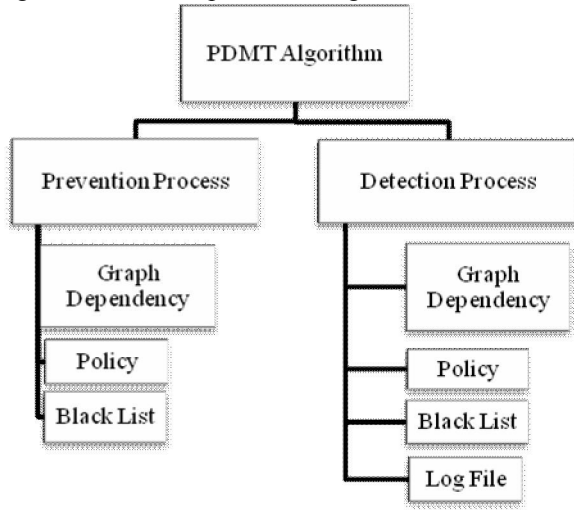 PDMT Algorithm
Prevention Process
Detection Process
Graph
Dependency
Policy
Black List
Graph
Dependency
Policy
Black List
Log File